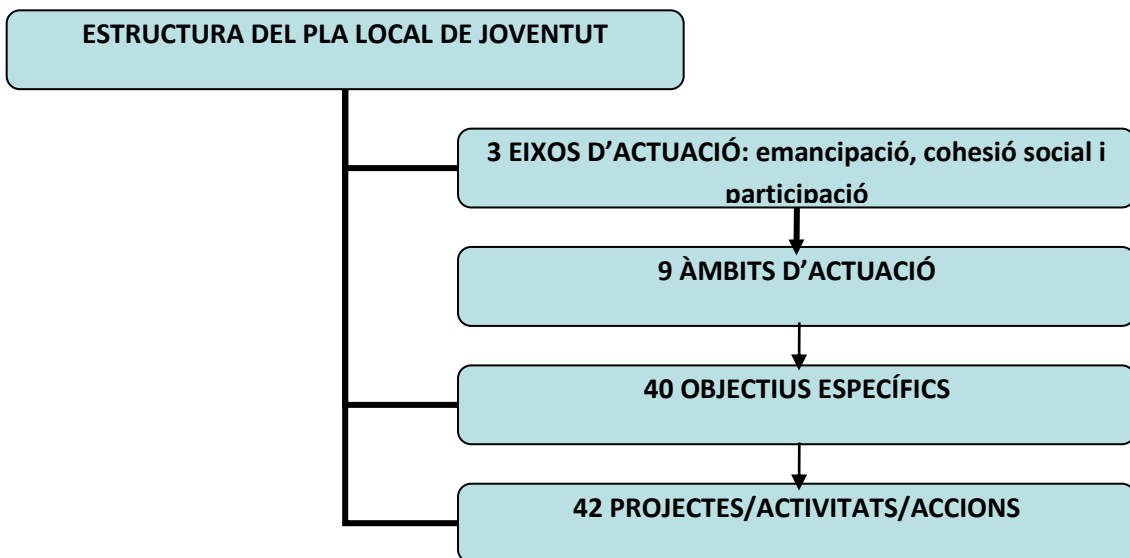 ESTRUCTURA DEL PLA LOCAL DE JOVENTUT
3 EIXOS D’ACTUACIÓ: emancipació, cohesió social i
participació
9 ÀMBITS D’ACTUACIÓ
40 OBJECTIUS ESPECÍFICS
42 PROJECTES/ACTIVITATS/ACCIONS